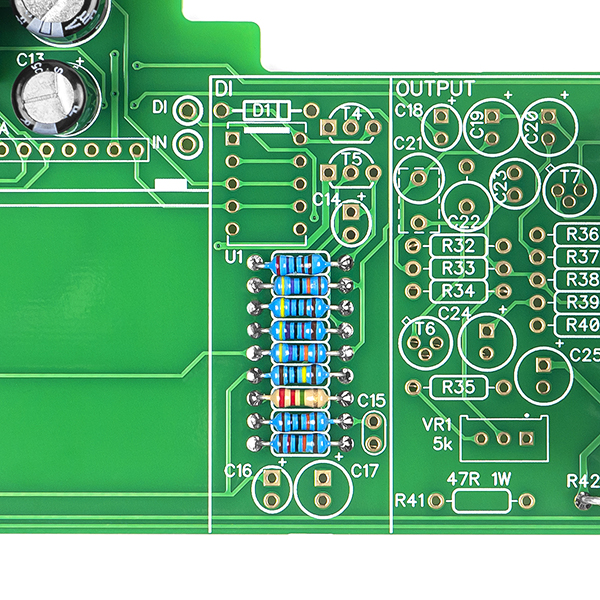 C13
DI
OUTPUT
DI
D1
T4
C18
C19
C20
IN
A
T5
C21
C23
T7
C14
C22
U1
R32
R36
R33
R37
R34
R38
R39
C24
T6
R40
C25
R35
C15
VR1
5k
C16
C17
47R 1W
R41
R42